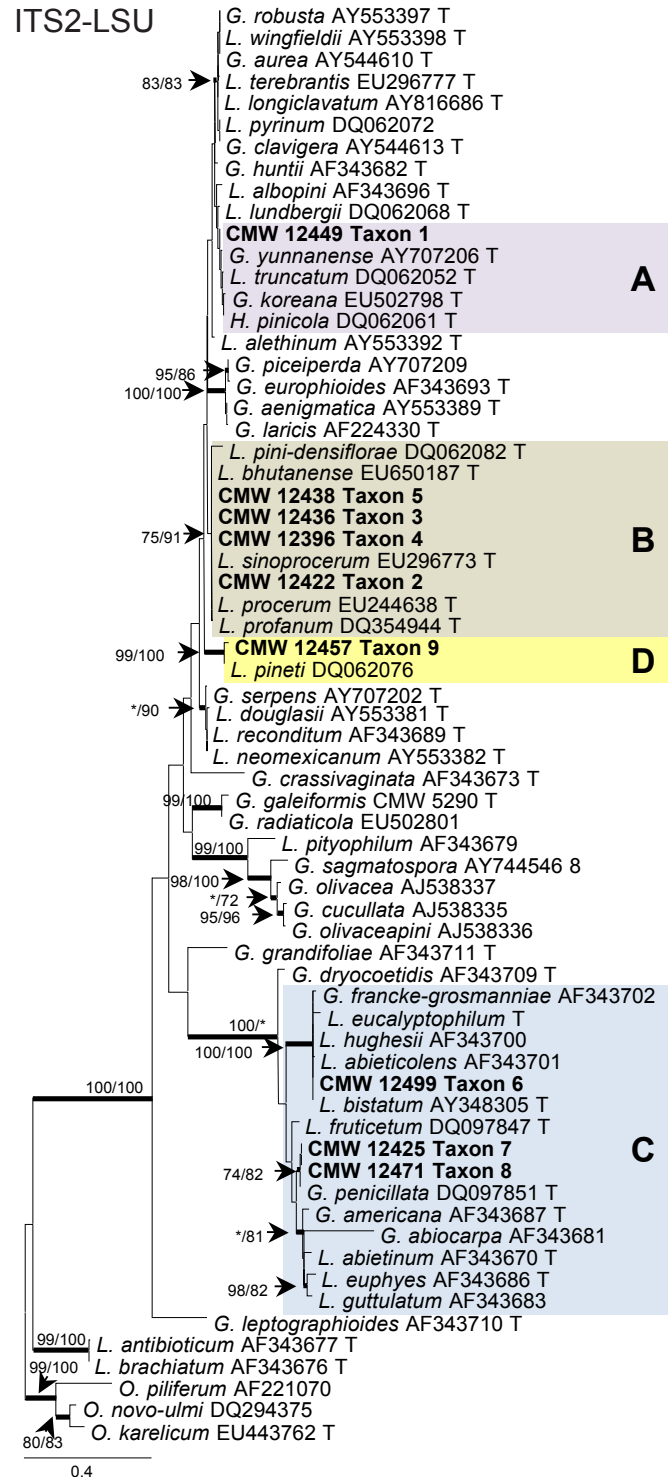 ITS2-LSU
G. robusta AY553397 T
L. wingfieldii AY553398 T
G. aurea AY544610 T
83/83
L. terebrantis EU296777 T
L. longiclavatum AY816686 T
L. pyrinum DQ062072
G. clavigera AY544613 T
G. huntii AF343682 T
L. albopini AF343696 T
L. lundbergii DQ062068 T
CMW 12449 Taxon 1
G. yunnanense AY707206 T
L. truncatum DQ062052 T
A
G. koreana EU502798 T
H. pinicola DQ062061 T
L. alethinum AY553392 T
95/86
G. piceiperda AY707209
100/100
G. europhioides AF343693 T
G. aenigmatica AY553389 T
G. laricis AF224330 T
L. pini-densiflorae DQ062082 T
L. bhutanense EU650187 T
CMW 12438 Taxon 5
CMW 12436 Taxon 3
75/91
CMW 12396 Taxon 4
B
L. sinoprocerum EU296773 T
CMW 12422 Taxon 2
L. procerum EU244638 T
L. profanum DQ354944 T
99/100
CMW 12457 Taxon 9
D
L. pineti DQ062076
G. serpens AY707202 T
*/90
L. douglasii AY553381 T
L. reconditum AF343689 T
L. neomexicanum AY553382 T
G. crassivaginata AF343673 T
99/100
G. galeiformis CMW 5290 T
G. radiaticola EU502801
99/100
L. pityophilum AF343679
98/100
G. sagmatospora AY744546 8
*/72
G. olivacea AJ538337
95/96
G. cucullata AJ538335
G. olivaceapini AJ538336
G. grandifoliae AF343711 T
G. dryocoetidis AF343709 T
100/*
G. francke-grosmanniae AF343702
L. eucalyptophilum T
100/100
L. hughesii AF343700
L. abieticolens AF343701
100/100
CMW 12499 Taxon 6
L. bistatum AY348305 T
L. fruticetum DQ097847 T
CMW 12425 Taxon 7
C
74/82
CMW 12471 Taxon 8
G. penicillata DQ097851 T
G. americana AF343687 T
*/81
G. abiocarpa AF343681
L. abietinum AF343670 T
98/82
L. euphyes AF343686 T
L. guttulatum AF343683
G. leptographioides AF343710 T
99/100
L. antibioticum AF343677 T
L. brachiatum AF343676 T
99/100
O. piliferum AF221070
O. novo-ulmi DQ294375
80/83
O. karelicum EU443762 T
0.4